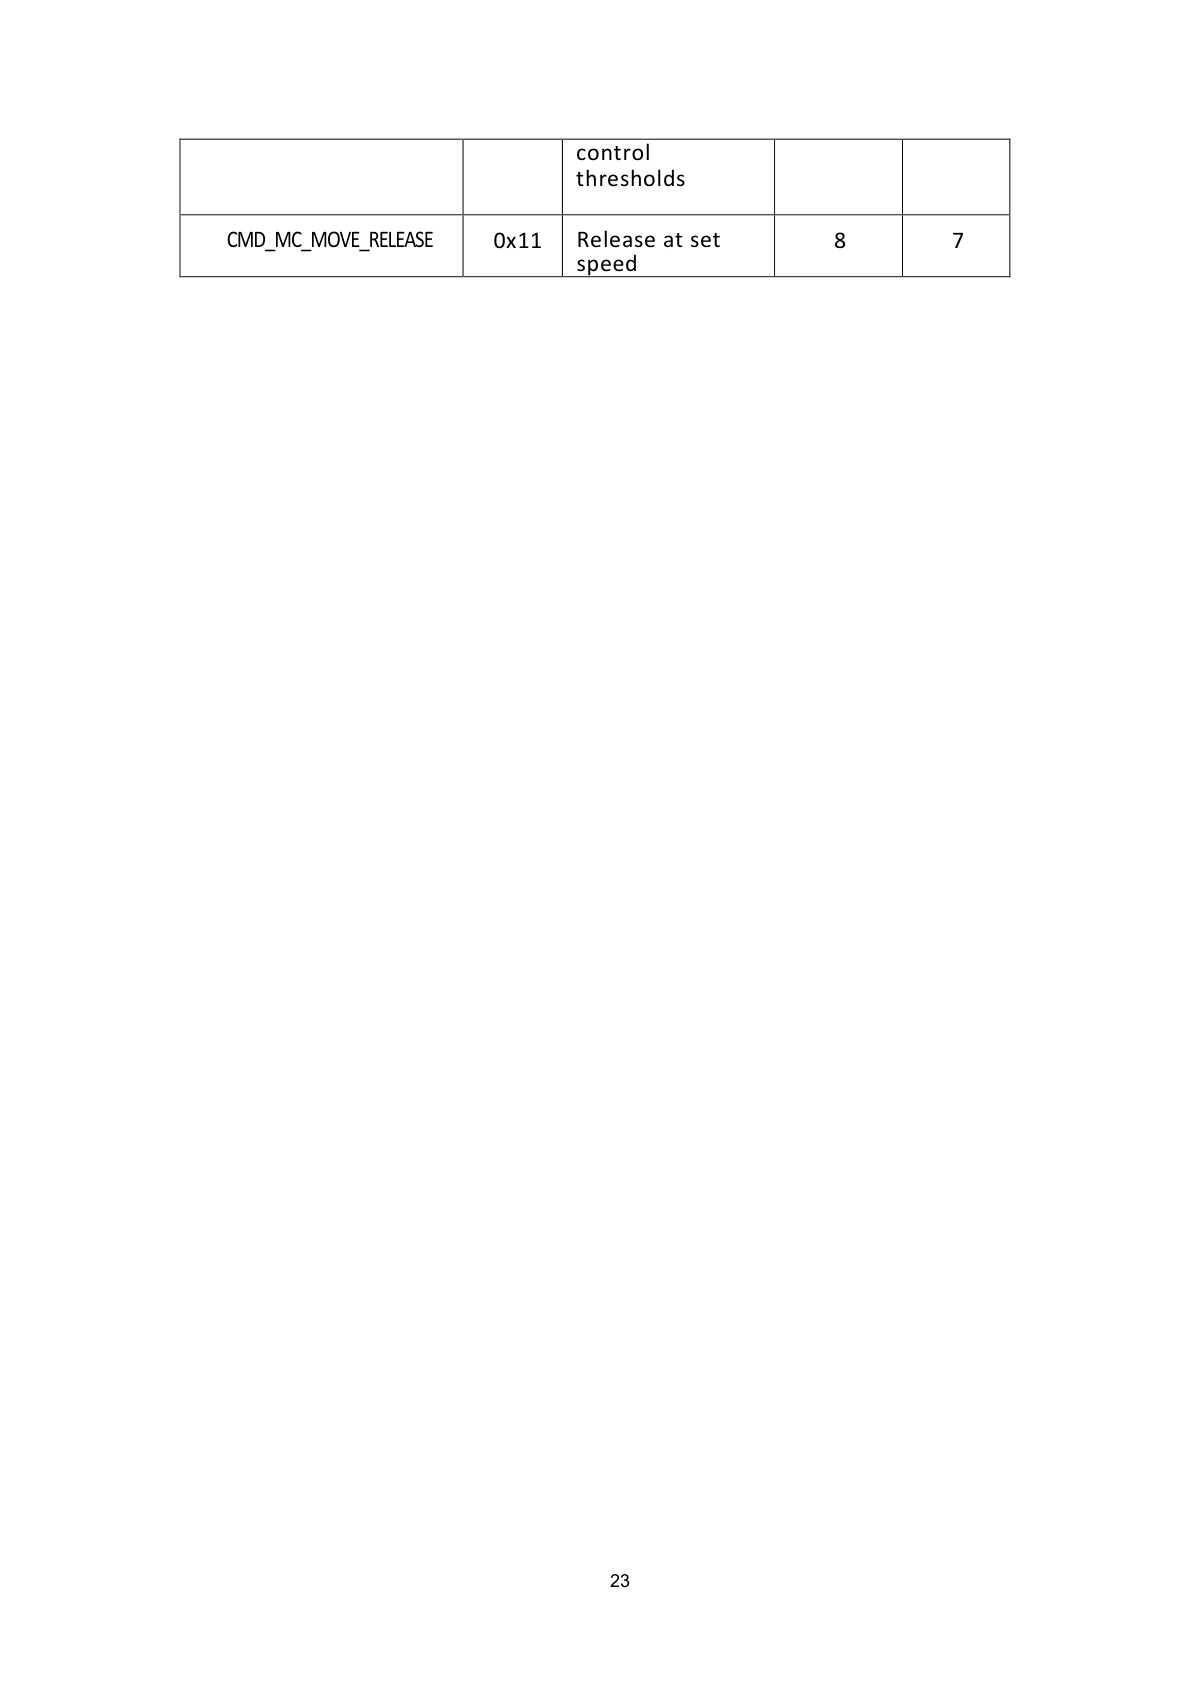 control
thresholds
CMD_MC_MOVE_RELEASE 0x11 Release at set 8 7
speed
23